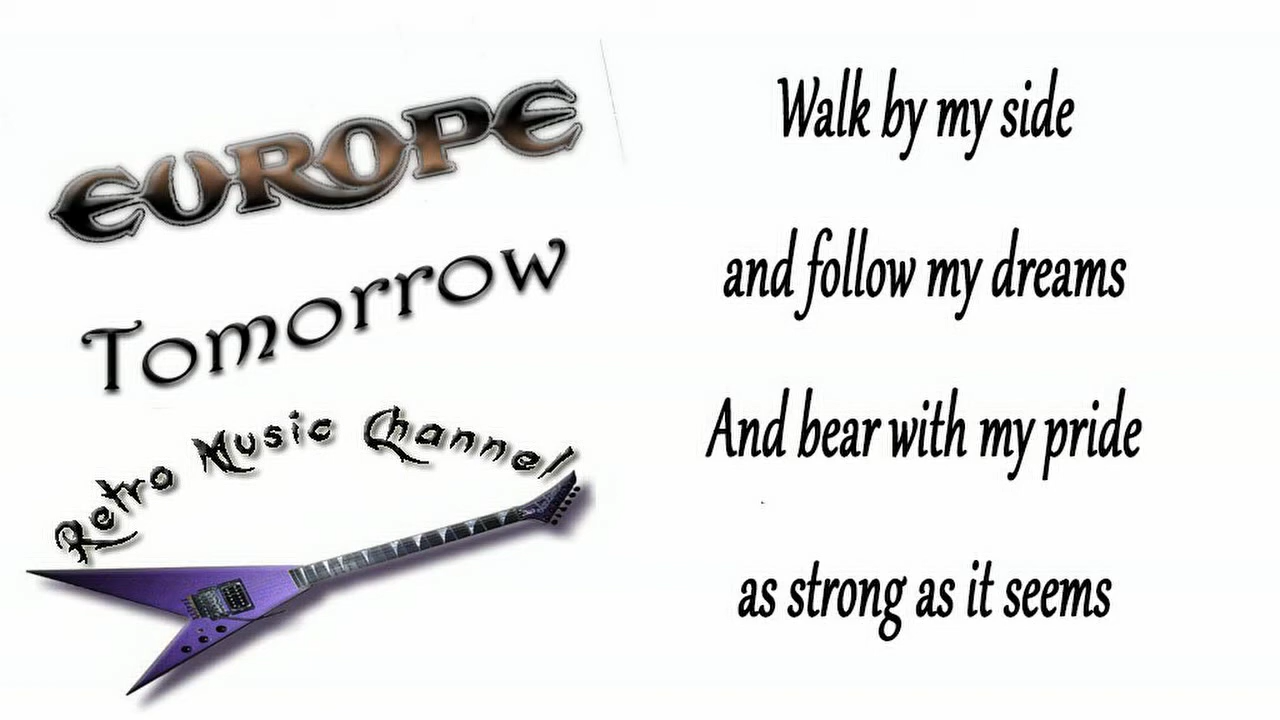 EUROPE
Tomorrow
Retro Music Channel
Walk by my side
and follow my dreams
And bear with my pride
as strong as it seems